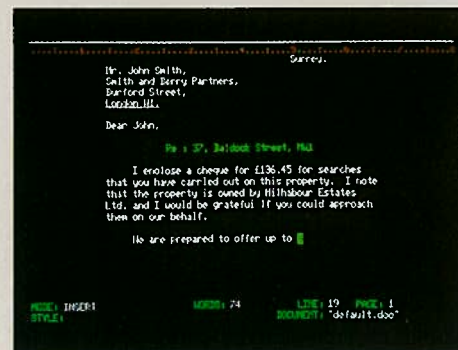 Surrey.
Mr. John Smith,
Smith and Berry Partners,
Burford Street,
London W1.
Dear John,
Re : 37, Baldock Street, NW1
I enclose a cheque for £136.45 for searches
that you have carried out on this property. I note
that the property is owned by Hilhabour Estates
Ltd. and I would be grateful if you could approach
them on our behalf.
We are prepared to offer up to
MODE: INSERT WORDS: 74 LINE: 19 PAGE: 1
STYLE: DOCUMENT: "default.doc"